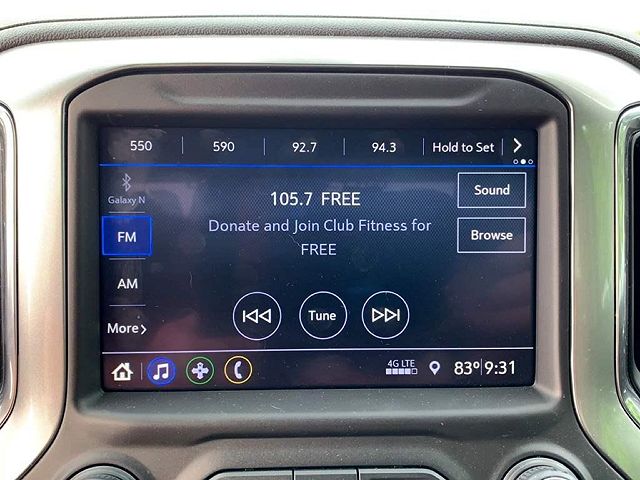 550 590 92.7 94.3 Hold to Set >
Galaxy N
FM
AM
More >
105.7 FREE
Donate and Join Club Fitness for
FREE
Sound
Browse
Tune
4G LTE
83° 9:31